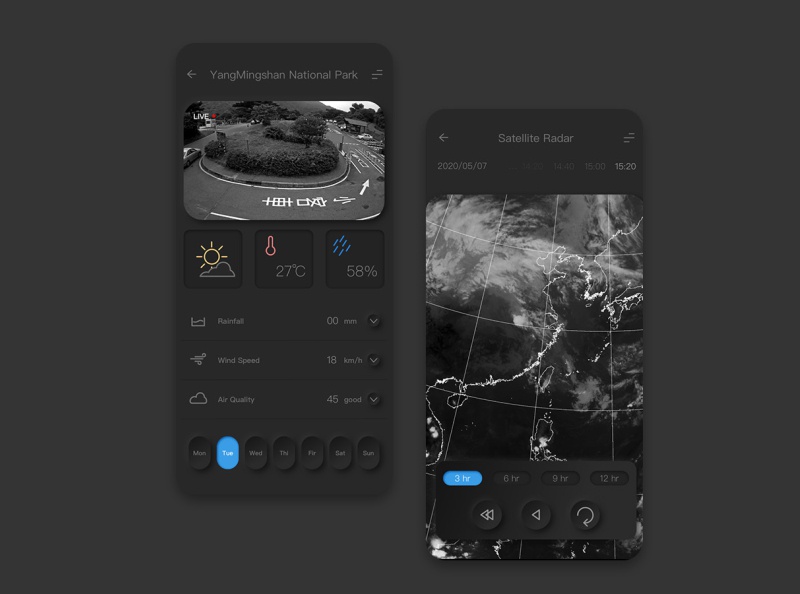 YangMingshan National Park
LIVE
27℃
58%
Rainfall 00 mm
Wind Speed 18 km/h
Air Quality 45 good
Mon Tue Wed Thi Fir Sat Sun
Satellite Radar
2020/05/07 14:40 15:00 15:20
3 hr 6 hr 9 hr 12 hr